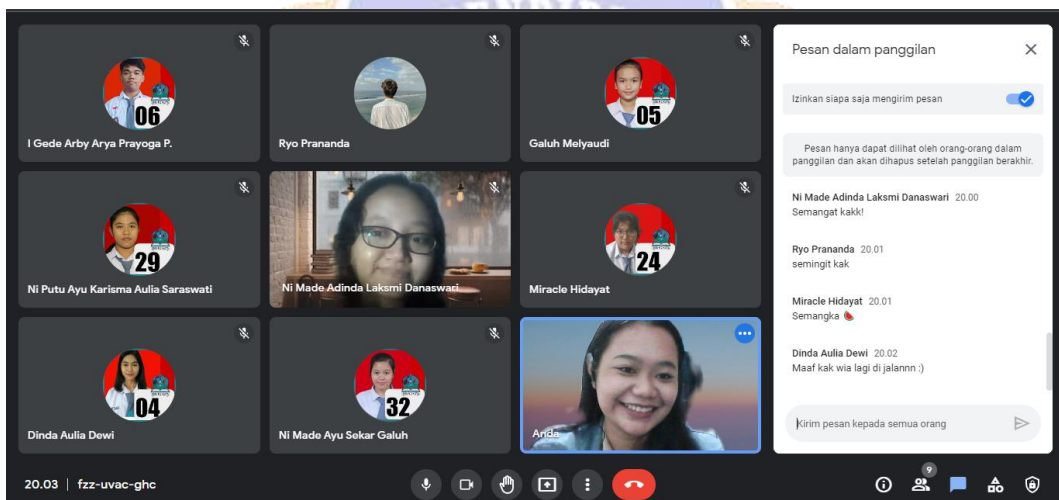 06
I Gede Arby Arya Prayoga P.
Ryo Prananda
05
Galuh Melyaudi
29
Ni Putu Ayu Karisma Aulia Saraswati
Ni Made Adinda Laksmi Danaswari
24
Miracle Hidayat
04
Dinda Aulia Dewi
32
Ni Made Ayu Sekar Galuh
Anda
Pesan dalam panggilan
Izinkan siapa saja mengirim pesan
Pesan hanya dapat dilihat oleh orang-orang dalam
panggilan dan akan dihapus setelah panggilan berakhir.
Ni Made Adinda Laksmi Danaswari 20.00
Semangat kakk!
Ryo Prananda 20.01
semingit kak
Miracle Hidayat 20.01
Semangka 🍉
Dinda Aulia Dewi 20.02
Maaf kak wia lagi di jalannn :)
Kirim pesan kepada semua orang
20.03 | fzz-uvac-ghc
9